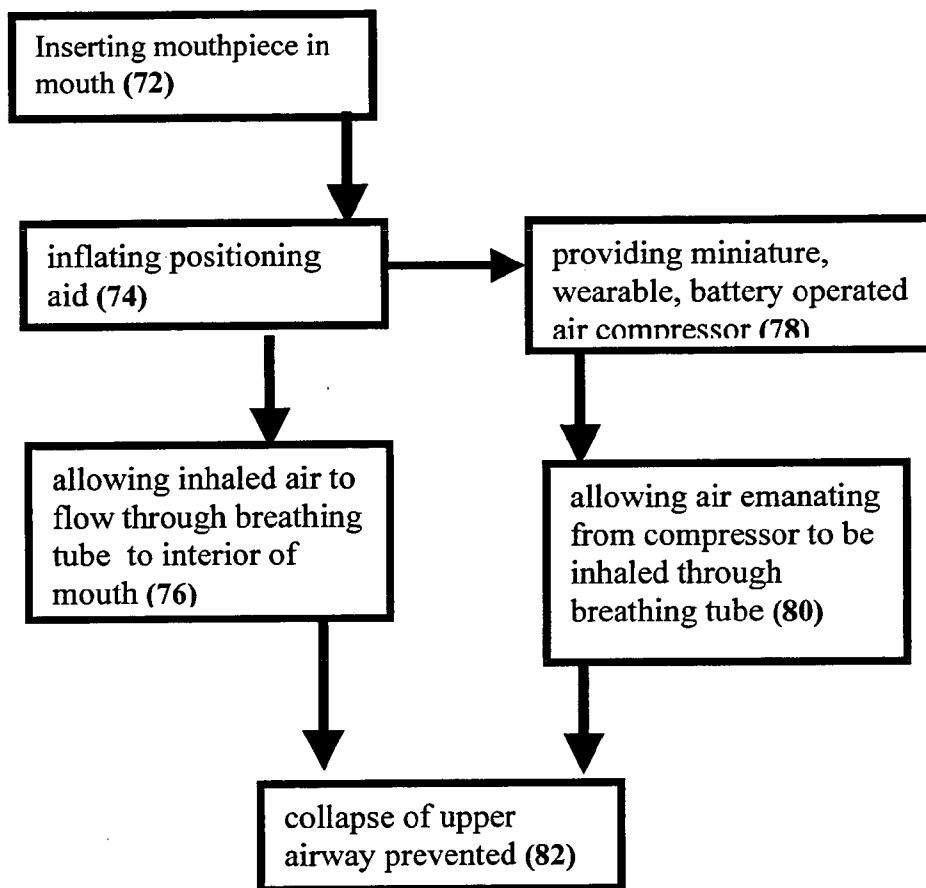 Inserting mouthpiece in
mouth (72)
inflating positioning
aid (74)
providing miniature,
wearable, battery operated
air compressor (78)
allowing inhaled air to
flow through breathing
tube to interior of
mouth (76)
allowing air emanating
from compressor to be
inhaled through
breathing tube (80)
collapse of upper
airway prevented (82)